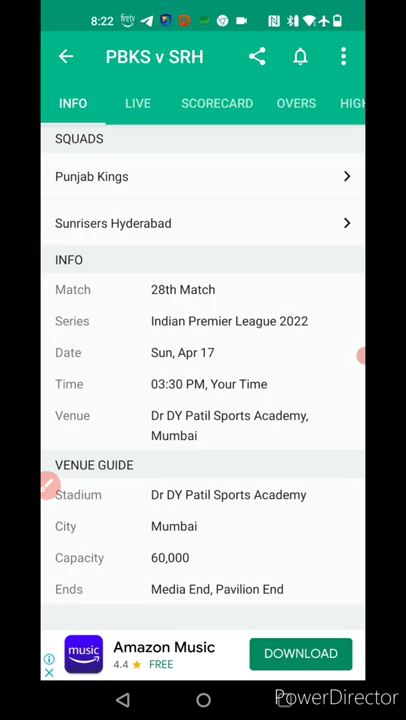 8:22 firety
PBKS v SRH
INFO LIVE SCORECARD OVERS HIGH
SQUADS
Punjab Kings
Sunrisers Hyderabad
INFO
Match 28th Match
Series Indian Premier League 2022
Date Sun, Apr 17
Time 03:30 PM, Your Time
Venue Dr DY Patil Sports Academy,
Mumbai
VENUE GUIDE
Stadium Dr DY Patil Sports Academy
City Mumbai
Capacity 60,000
Ends Media End, Pavilion End
music
Amazon Music
4.4 ★ FREE
DOWNLOAD
PowerDirector